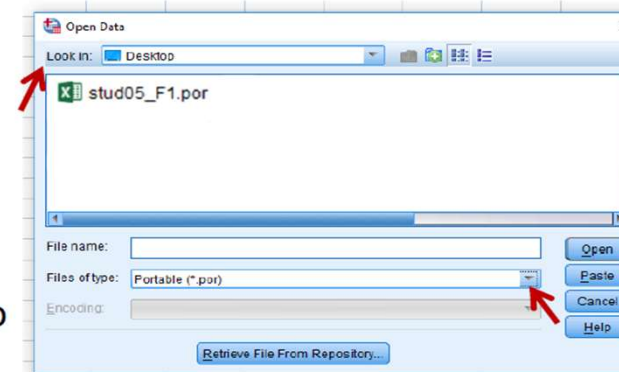 Open Data
Look in: Desktop
stud05_F1.por
File name:
Open
Files of type: Portable (*.por)
Paste
Encoding:
Cancel
Help
Retrieve File From Repository...